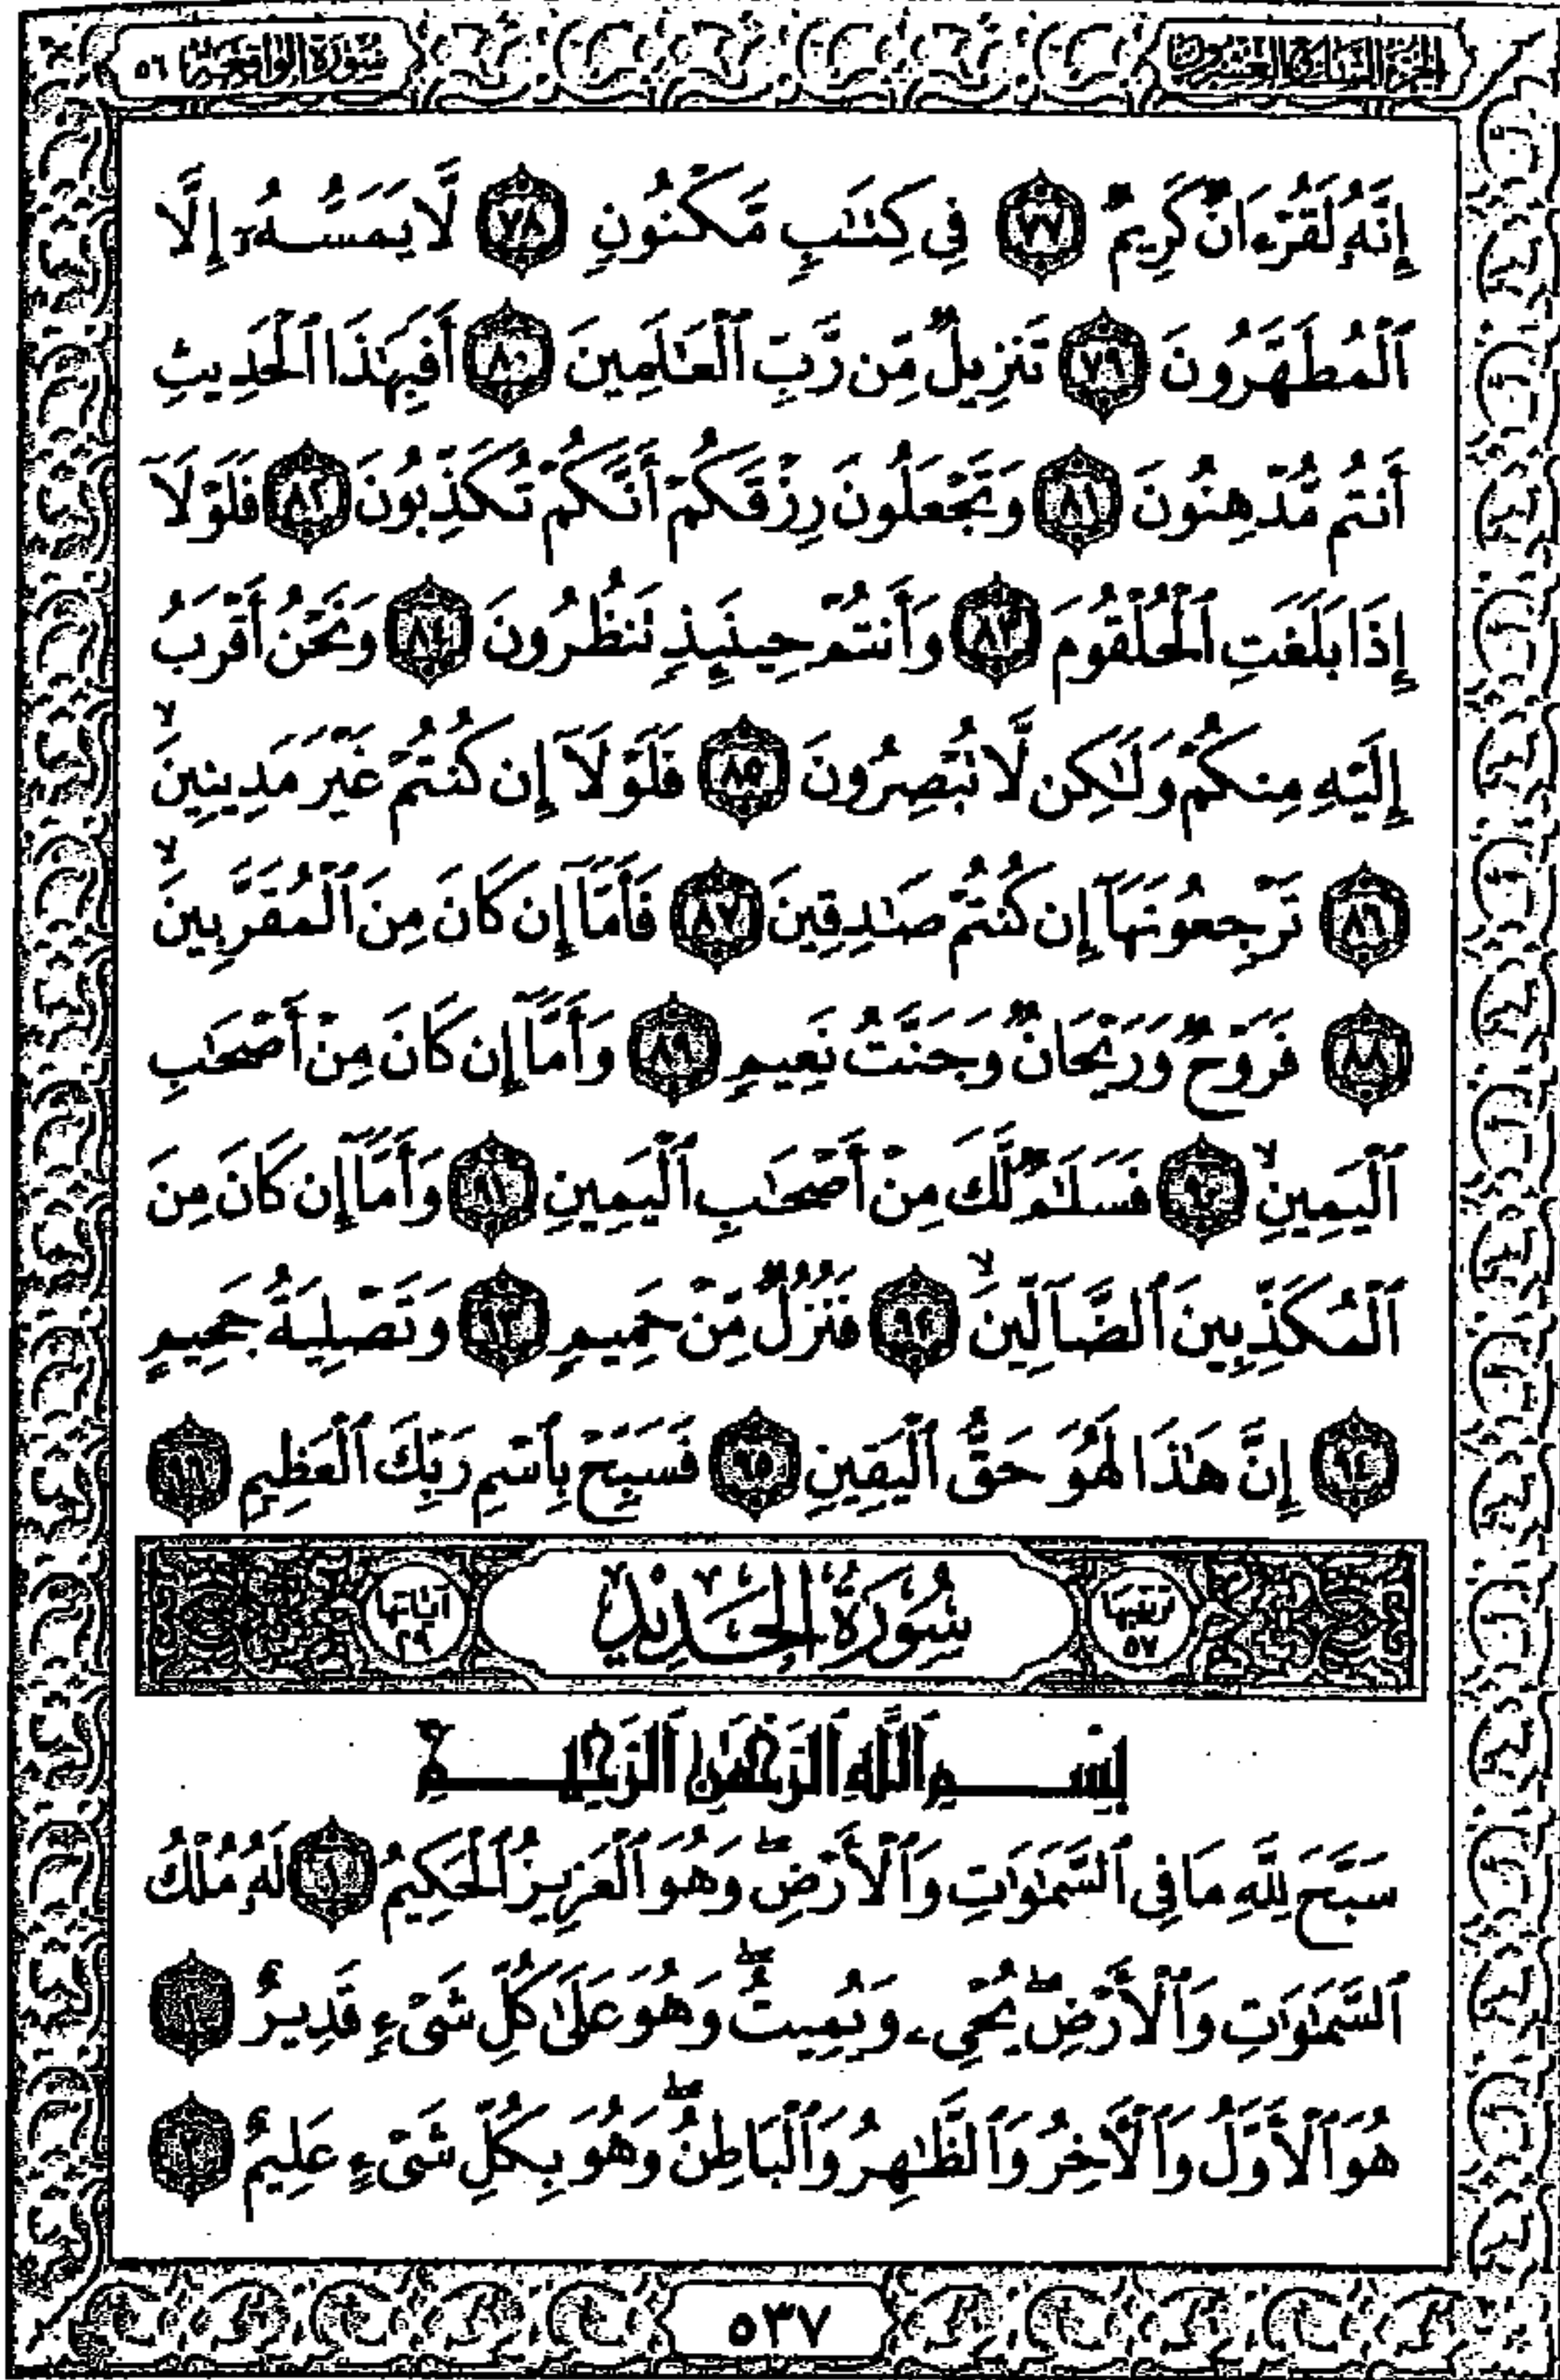 الجزء السابع والعشرون
سورة الواقعة ٥٦
إِنَّهُۥ لَقُرْءَانٌ كَرِيمٌ ٧٧ فِى كِتَـٰبٍ مَّكْنُونٍ ٧٨ لَّا يَمَسُّهُۥٓ إِلَّا
ٱلْمُطَهَّرُونَ ٧٩ تَنزِيلٌ مِّن رَّبِّ ٱلْعَـٰلَمِينَ ٨٠ أَفَبِهَـٰذَا ٱلْحَدِيثِ
أَنتُم مُّدْهِنُونَ ٨١ وَتَجْعَلُونَ رِزْقَكُمْ أَنَّكُمْ تُكَذِّبُونَ ٨٢ فَلَوْلَآ
إِذَا بَلَغَتِ ٱلْحُلْقُومَ ٨٣ وَأَنتُمْ حِينَئِذٍ تَنظُرُونَ ٨٤ وَنَحْنُ أَقْرَبُ
إِلَيْهِ مِنكُمْ وَلَـٰكِن لَّا تُبْصِرُونَ ٨٥ فَلَوْلَآ إِن كُنتُمْ غَيْرَ مَدِينِينَ ۙ
٨٦ تَرْجِعُونَهَآ إِن كُنتُمْ صَـٰدِقِينَ ٨٧ فَأَمَّآ إِن كَانَ مِنَ ٱلْمُقَرَّبِينَ ۙ
٨٨ فَرَوْحٌ وَرَيْحَانٌ وَجَنَّتُ نَعِيمٍ ٨٩ وَأَمَّآ إِن كَانَ مِنْ أَصْحَـٰبِ
ٱلْيَمِينِ ۙ ٩٠ فَسَلَـٰمٌ لَّكَ مِنْ أَصْحَـٰبِ ٱلْيَمِينِ ٩١ وَأَمَّآ إِن كَانَ مِنَ
ٱلْمُكَذِّبِينَ ٱلضَّآلِّينَ ۙ ٩٢ فَنُزُلٌ مِّنْ حَمِيمٍ ٩٣ وَتَصْلِيَةُ جَحِيمٍ
٩٤ إِنَّ هَـٰذَا لَهُوَ حَقُّ ٱلْيَقِينِ ٩٥ فَسَبِّحْ بِٱسْمِ رَبِّكَ ٱلْعَظِيمِ ٩٦
ترتيبها ٥٧
سُورَةُ الحَدِيدِ
آياتها ٢٩
بِسْمِ ٱللَّهِ ٱلرَّحْمَـٰنِ ٱلرَّحِيمِ
سَبَّحَ لِلَّهِ مَا فِى ٱلسَّمَـٰوَٰتِ وَٱلْأَرْضِ ۖ وَهُوَ ٱلْعَزِيزُ ٱلْحَكِيمُ ١ لَهُۥ مُلْكُ
ٱلسَّمَـٰوَٰتِ وَٱلْأَرْضِ ۖ يُحْىِۦ وَيُمِيتُ ۖ وَهُوَ عَلَىٰ كُلِّ شَىْءٍ قَدِيرٌ ٢
هُوَ ٱلْأَوَّلُ وَٱلْـَٔاخِرُ وَٱلظَّـٰهِرُ وَٱلْبَاطِنُ ۖ وَهُوَ بِكُلِّ شَىْءٍ عَلِيمٌ ٣
٥٣٧